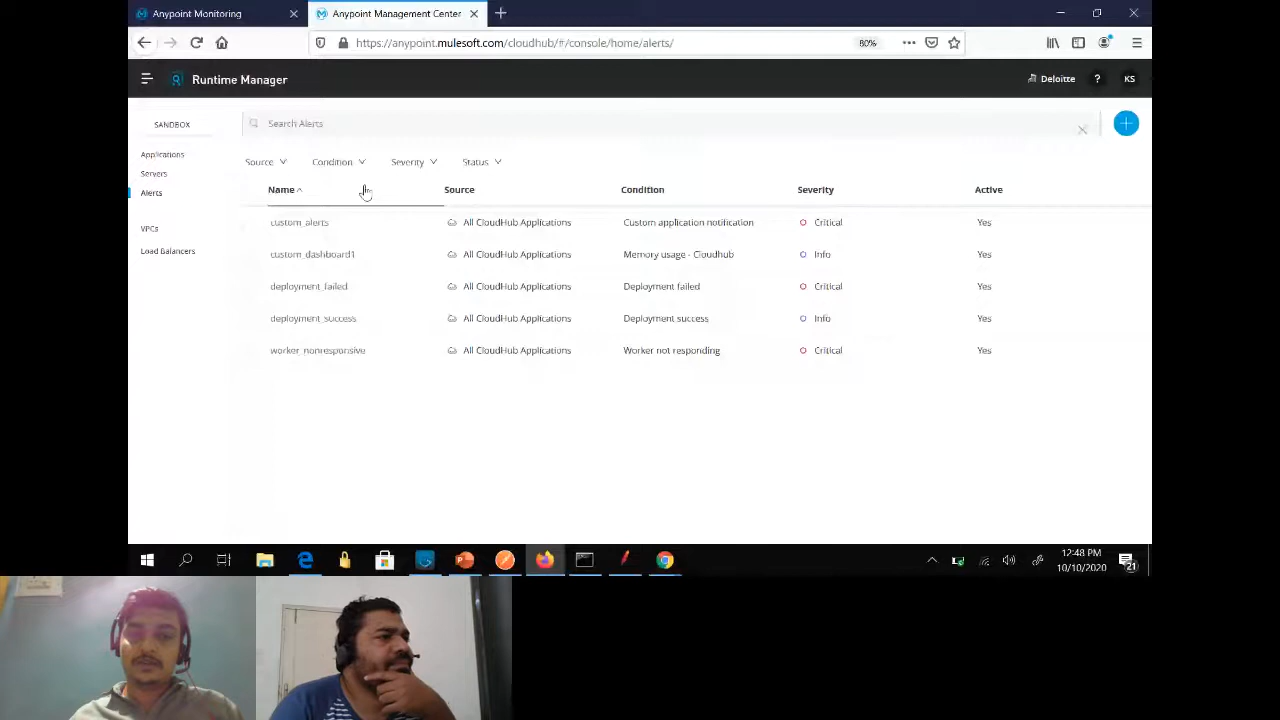 Anypoint Monitoring
Anypoint Management Center
https://anypoint.mulesoft.com/cloudhub/#/console/home/alerts/
80%
Runtime Manager
Deloitte
?
KS
SANDBOX
Search Alerts
Applications
Servers
Alerts
VPCs
Load Balancers
Source Condition Severity Status
Name Source Condition Severity Active
custom_alerts All CloudHub Applications Custom application notification Critical Yes
custom_dashboard1 All CloudHub Applications Memory usage - Cloudhub Info Yes
deployment_failed All CloudHub Applications Deployment failed Critical Yes
deployment_success All CloudHub Applications Deployment success Info Yes
worker_nonresponsive All CloudHub Applications Worker not responding Critical Yes
12:48 PM
10/10/2020
21